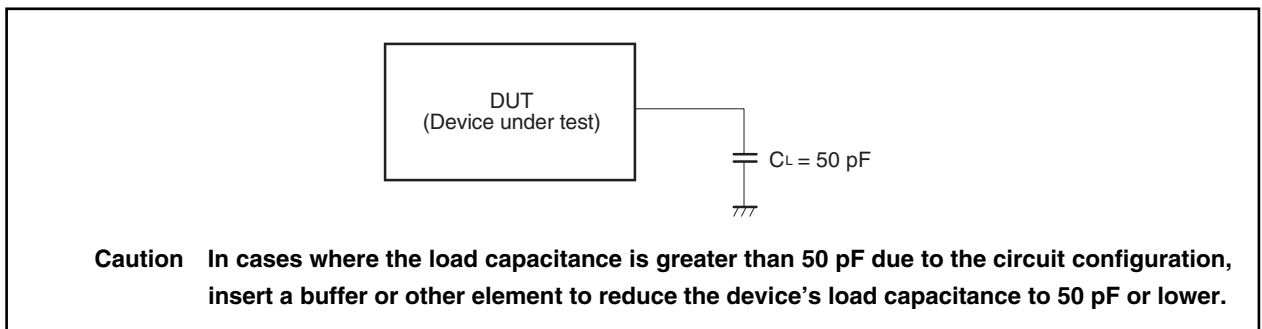 DUT
(Device under test)
CL = 50 pF
Caution In cases where the load capacitance is greater than 50 pF due to the circuit configuration,
insert a buffer or other element to reduce the device's load capacitance to 50 pF or lower.